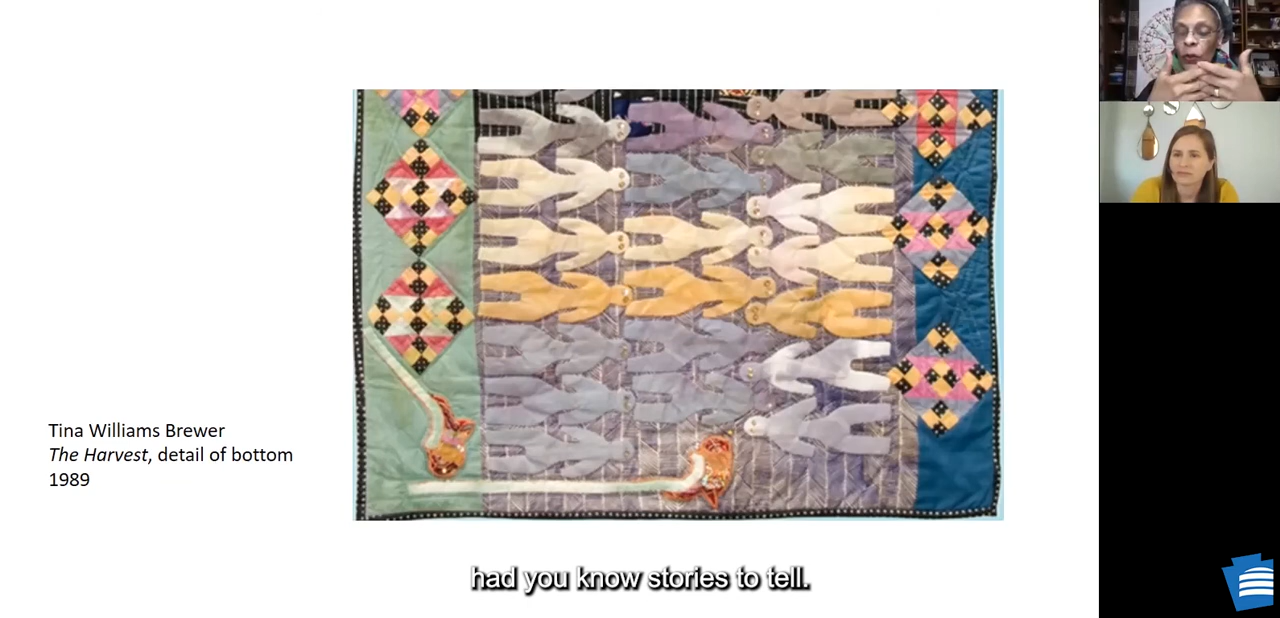 Tina Williams Brewer
The Harvest, detail of bottom
1989
had you know stories to tell.